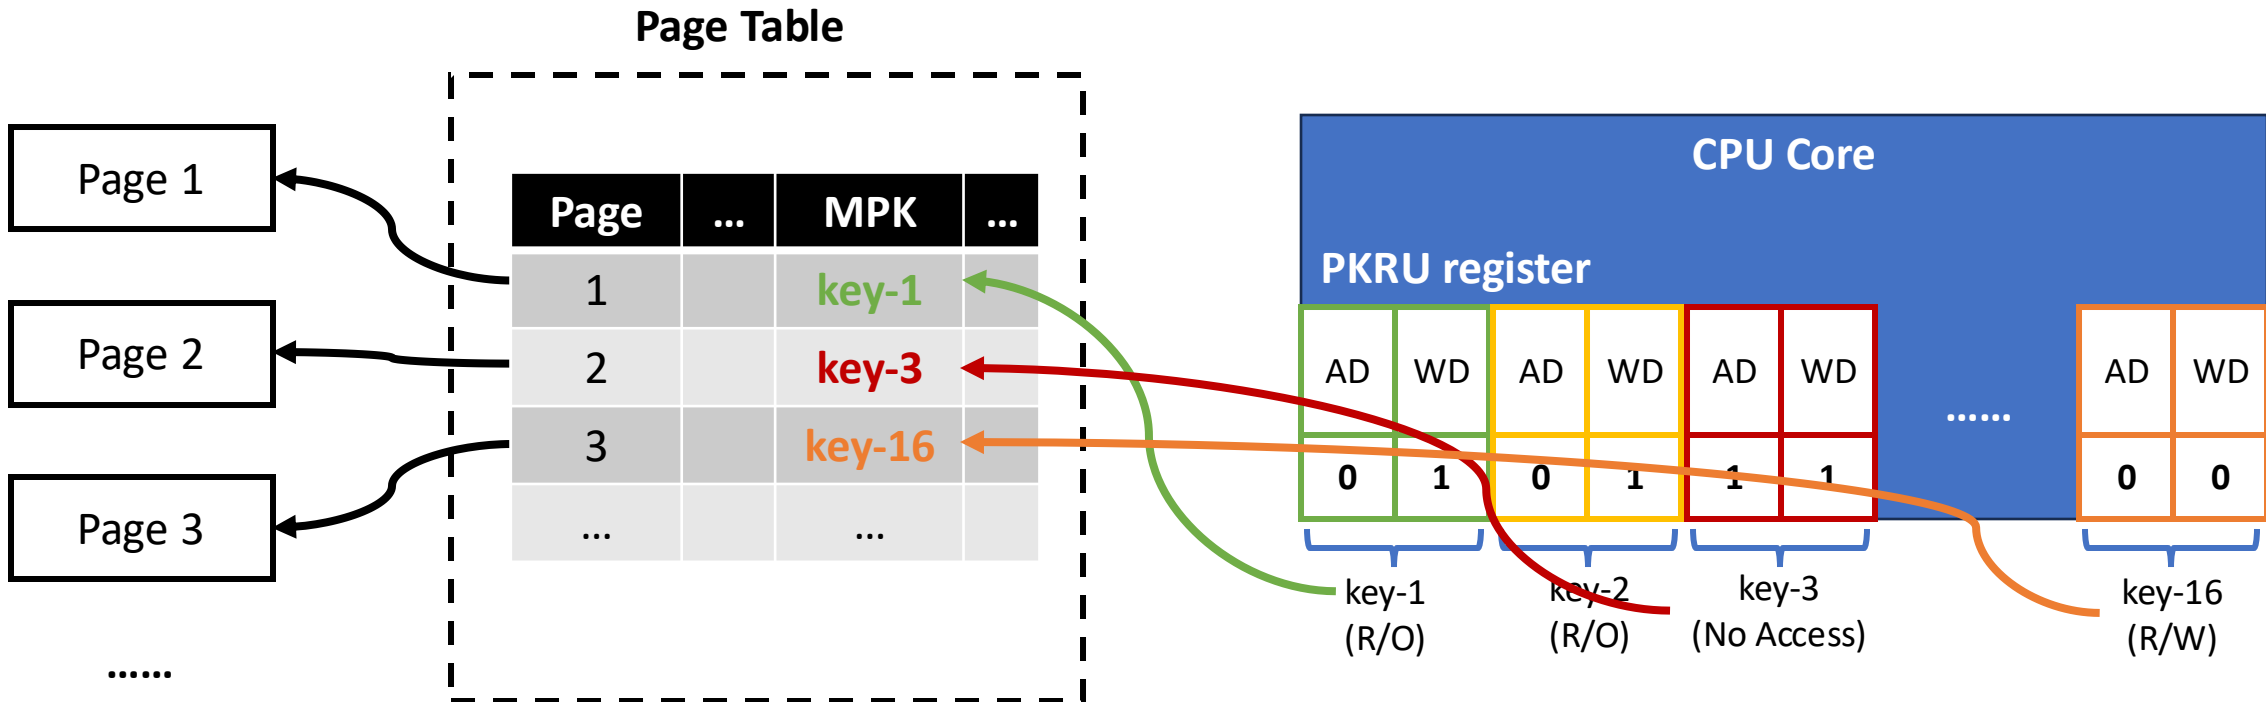 Page Table
Page 1
Page 2
Page 3
......
Page ... MPK ...
1 key-1
2 key-3
3 key-16
... ...
CPU Core
PKRU register
AD WD AD WD AD WD ...... AD WD
0 1 0 1 1 1 0 0
key-1 key-2 key-3 key-16
(R/O) (R/O) (No Access) (R/W)